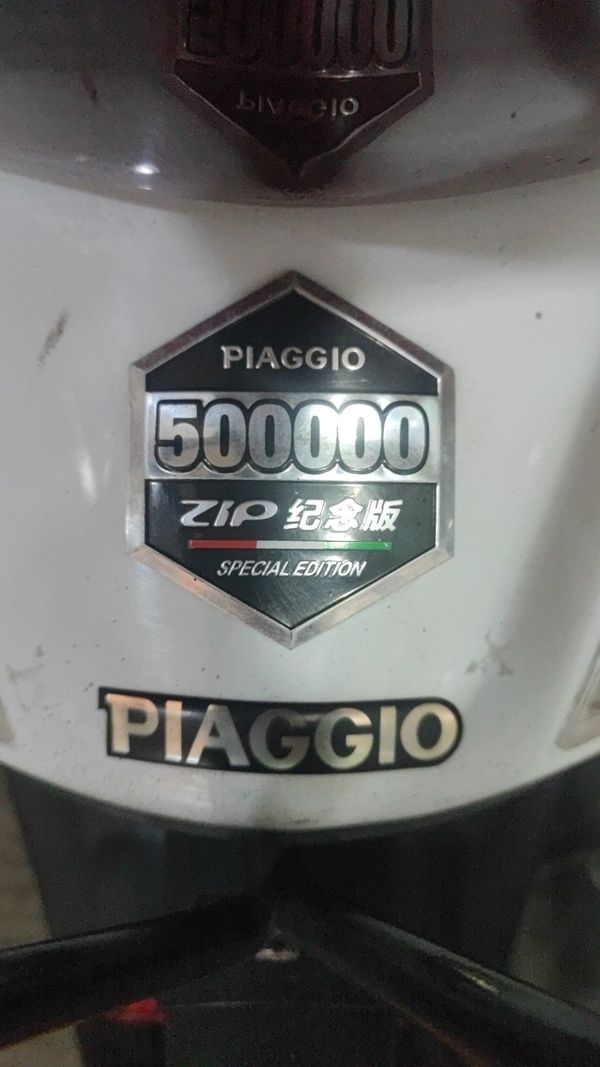 PIAGGIO
500000
ZIP 纪念版
SPECIAL EDITION
PIAGGIO